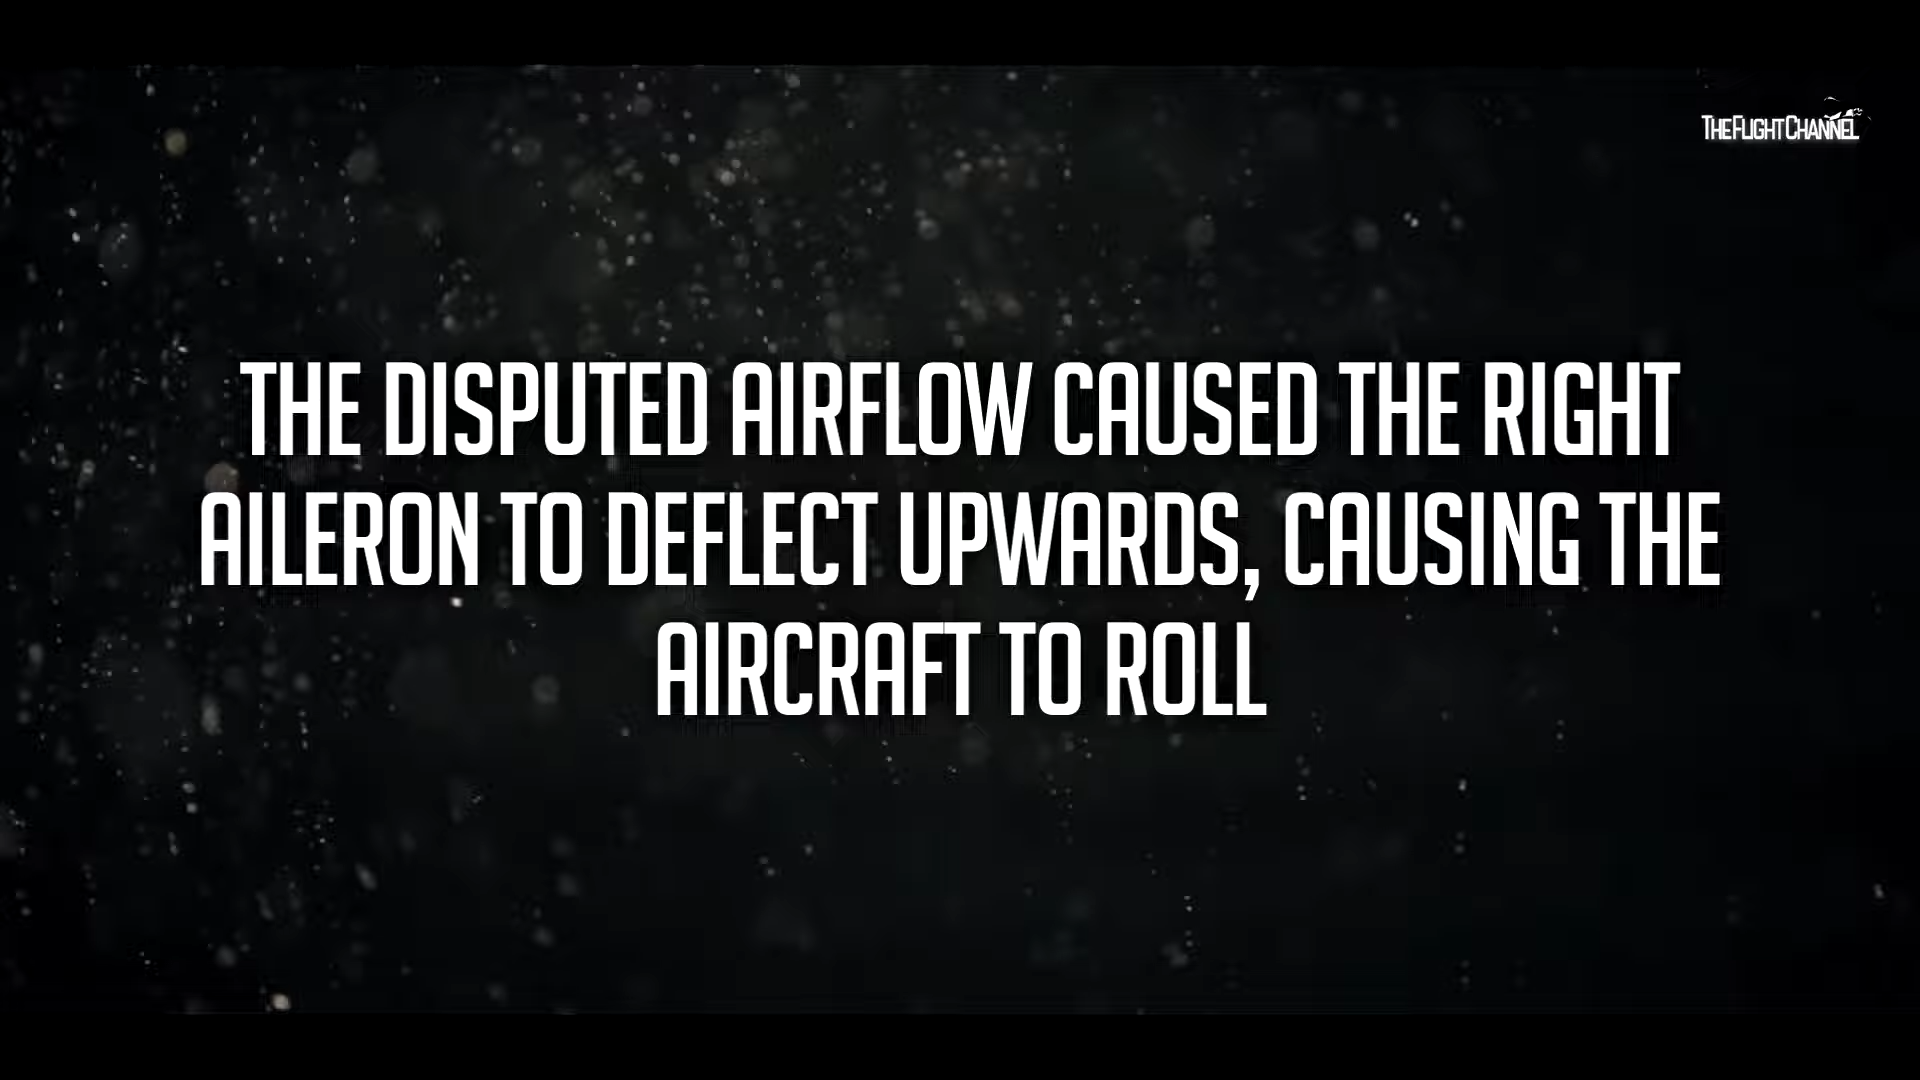 THEFLIGHTCHANNEL
THE DISPUTED AIRFLOW CAUSED THE RIGHT
AILERON TO DEFLECT UPWARDS, CAUSING THE
AIRCRAFT TO ROLL